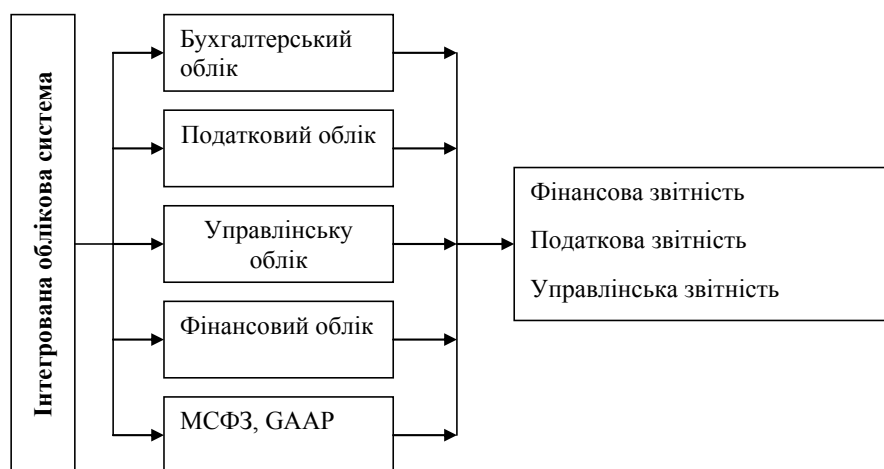 Інтегрована облікова система
Бухгалтерський
облік
Податковий облік
Управлінську
облік
Фінансовий облік
МСФЗ, GAAP
Фінансова звітність
Податкова звітність
Управлінська звітність